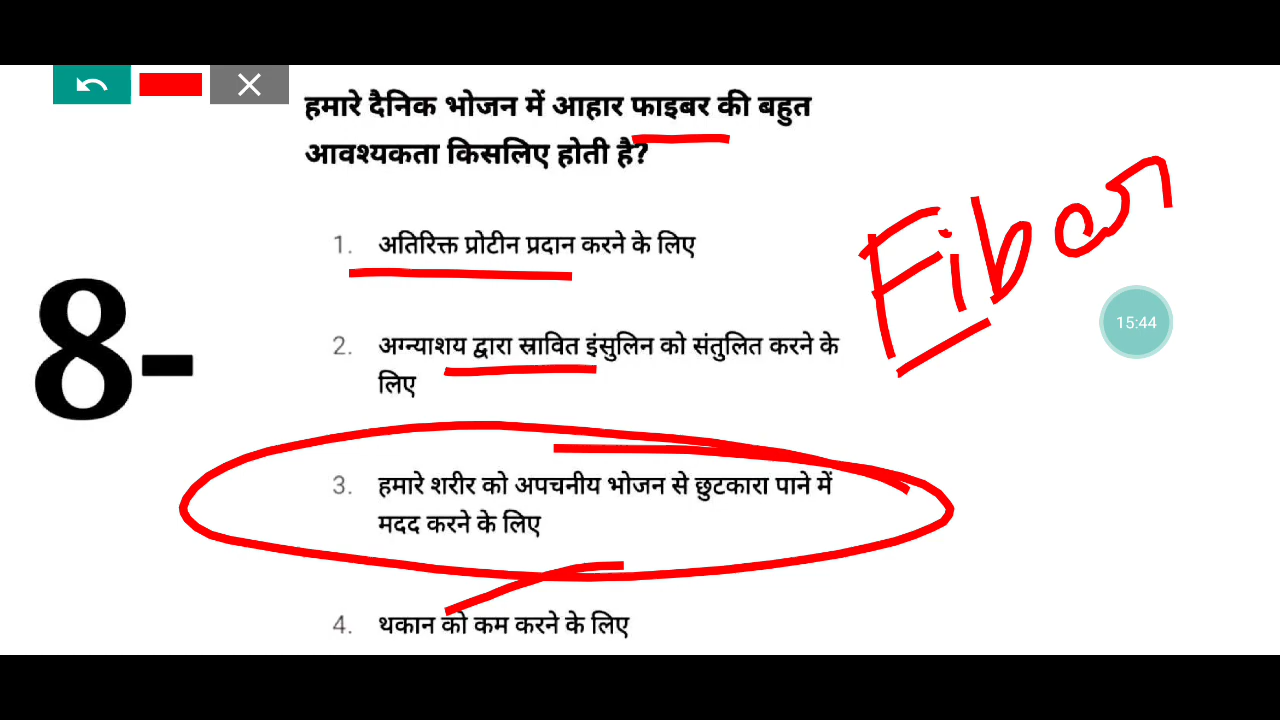 हमारे दैनिक भोजन में आहार फाइबर की बहुत
आवश्यकता किसलिए होती है?
1. अतिरिक्त प्रोटीन प्रदान करने के लिए
8-
2. अग्न्याशय द्वारा स्रावित इंसुलिन को संतुलित करने के
लिए
Fiber
15:44
3. हमारे शरीर को अपचनीय भोजन से छुटकारा पाने में
मदद करने के लिए
4. थकान को कम करने के लिए